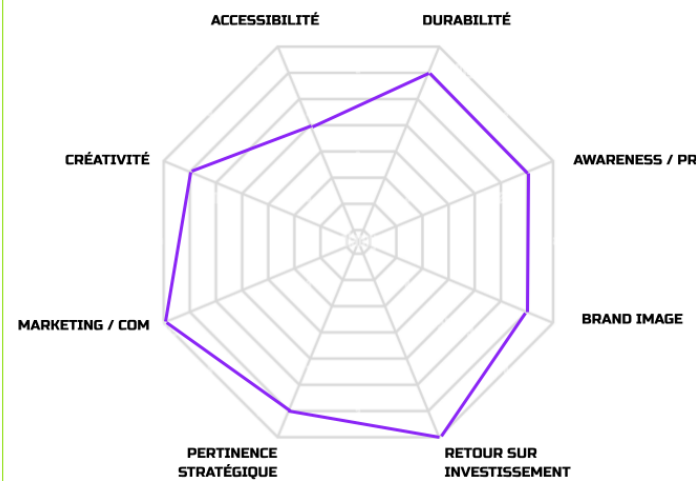 ACCESSIBILITÉ
DURABILITÉ
CRÉATIVITÉ
AWARENESS / PR
MARKETING / COM
BRAND IMAGE
PERTINENCE
STRATÉGIQUE
RETOUR SUR
INVESTISSEMENT